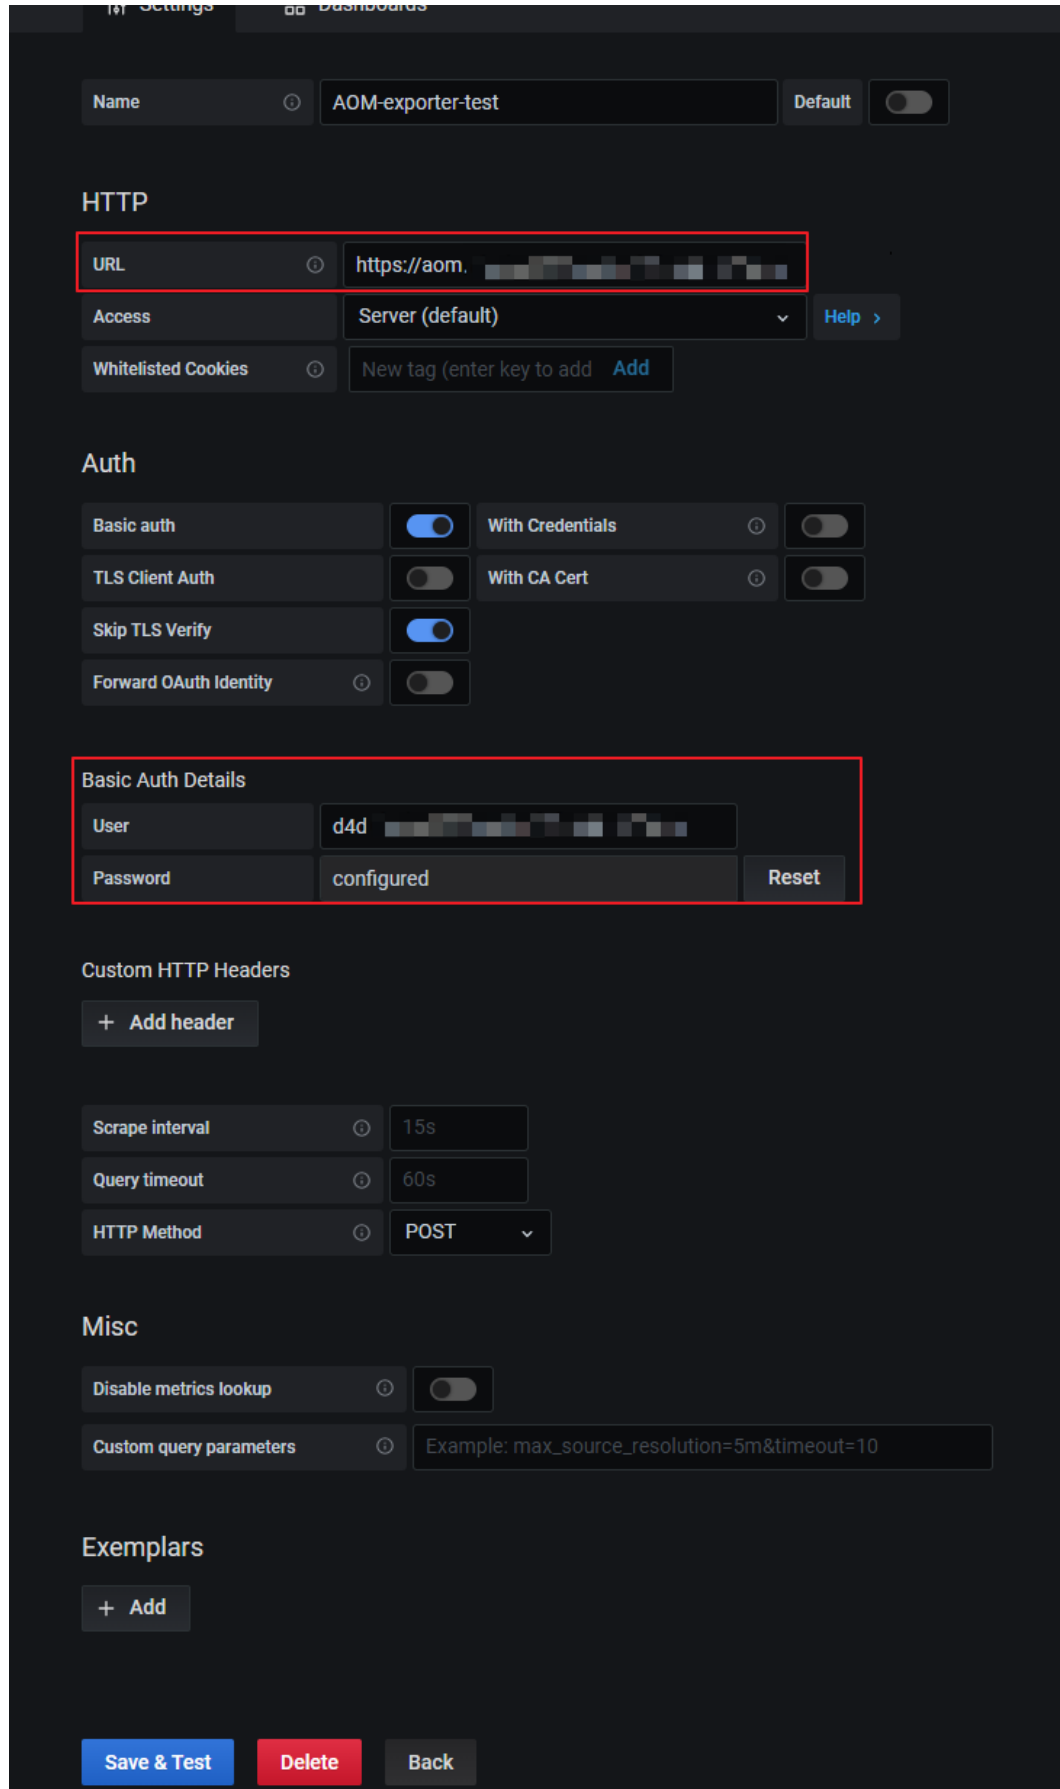 Settings Dashboards
Name AOM-exporter-test Default
HTTP
URL https://aom.
Access Server (default) Help >
Whitelisted Cookies New tag (enter key to add Add
Auth
Basic auth With Credentials
TLS Client Auth With CA Cert
Skip TLS Verify
Forward OAuth Identity
Basic Auth Details
User d4d
Password configured Reset
Custom HTTP Headers
+ Add header
Scrape interval 15s
Query timeout 60s
HTTP Method POST
Misc
Disable metrics lookup
Custom query parameters Example: max_source_resolution=5m&timeout=10
Exemplars
+ Add
Save & Test Delete Back